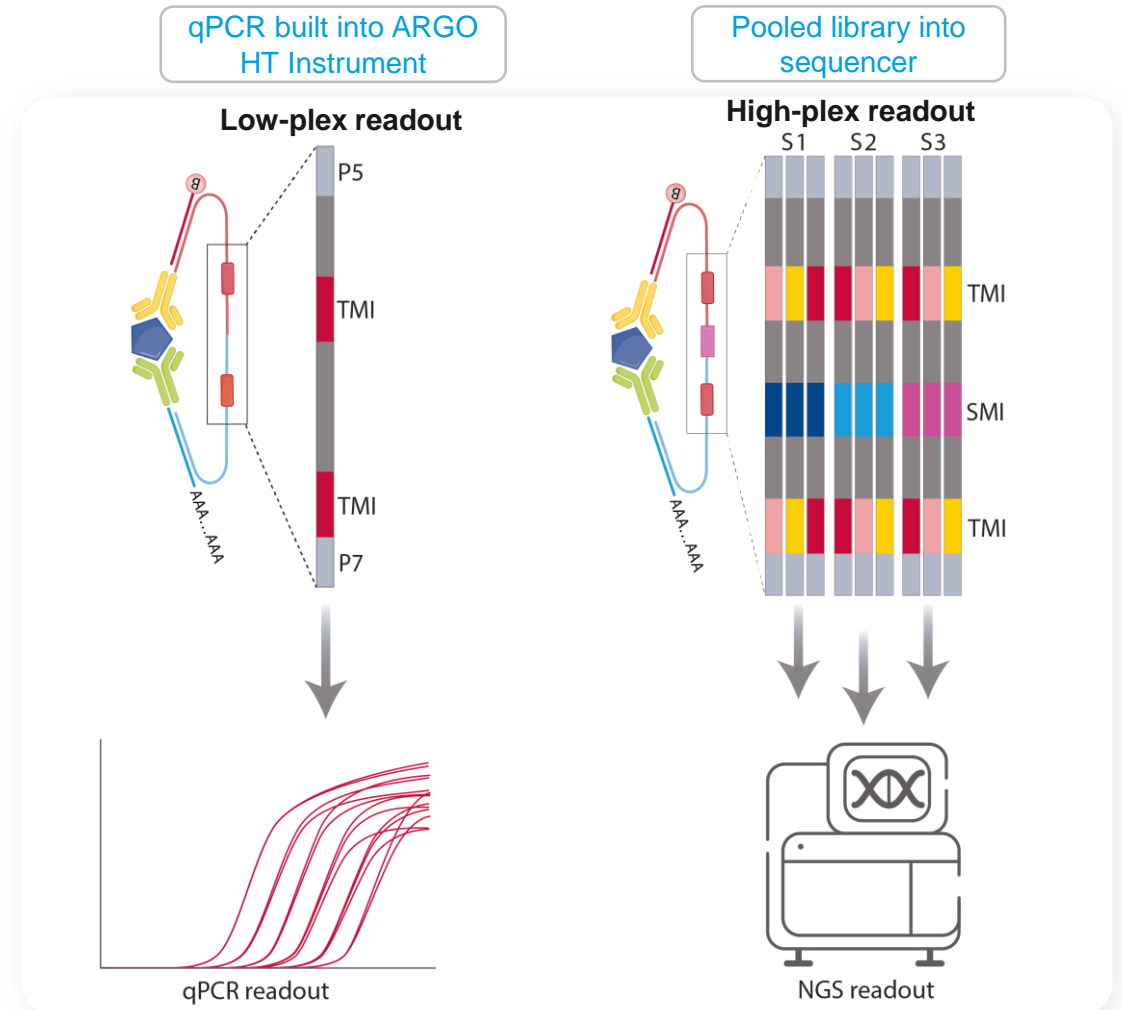 qPCR built into ARGO
HT Instrument
Pooled library into
sequencer
Low-plex readout
High-plex readout
S1 S2 S3
B
P5
TMI
TMI
P7
AAA...AAA
B
TMI
SMI
TMI
AAA...AAA
qPCR readout
NGS readout